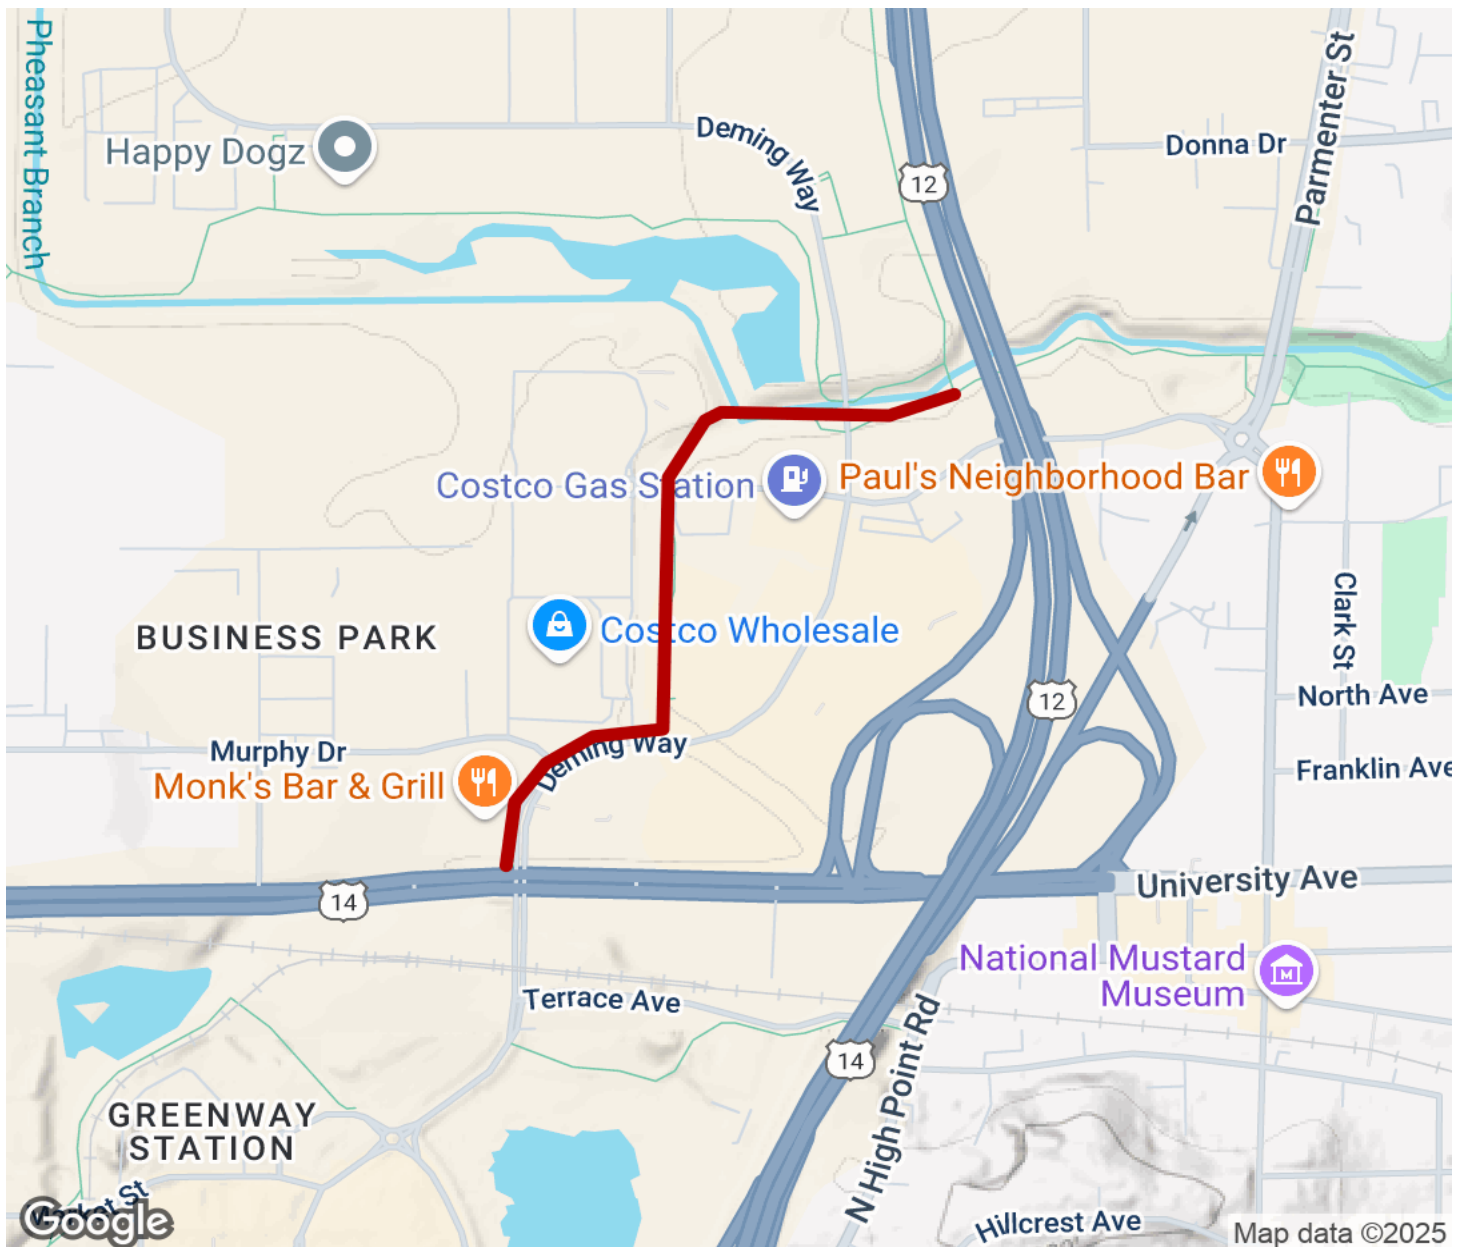 Pheasant Branch
Happy Dogz
Deming Way
12
Donna Dr
Parmenter St
Costco Gas Station
Paul's Neighborhood Bar
Costco Wholesale
BUSINESS PARK
Clark St
North Ave
12
Murphy Dr
Deming Way
Monk's Bar & Grill
Franklin Ave
14
University Ave
National Mustard
Museum
Terrace Ave
N High Point Rd
14
GREENWAY
STATION
Market St
Google
Hillcrest Ave
Map data ©2025